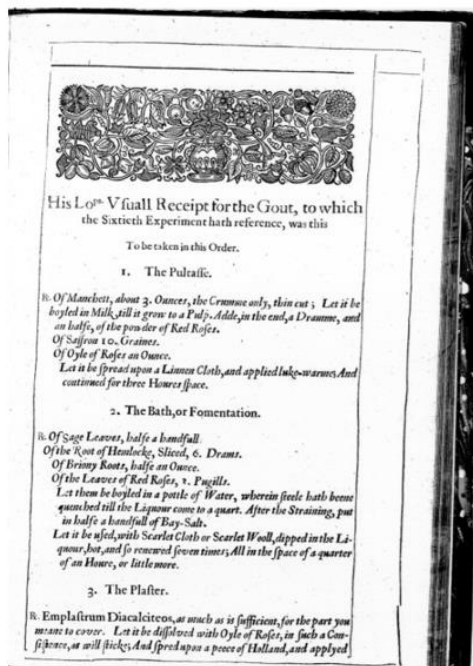 His Loᵖˢ Vſuall Receipt for the Gout, to which
the Sixtieth Experiment hath reference, was this
To be taken in this Order.
1. The Pultaſſe.
℞. Of Manchett, about 3. Ounces, the Crumme only, thin cut; Let it be
boyled in Milk, till it grow to a Pulp. Adde, in the end, a Dramme, and
an halfe, of the powder of Red Roſes.
Of Saffron 10. Graines.
Of Oyle of Roſes an Ounce.
Let it be ſpread upon a Linnen Cloth, and applied luke-warme; And
continued for three Houres ſpace.
2. The Bath, or Fomentation.
℞. Of Sage Leaves, halfe a handfull.
Of the Root of Hemlocke, Sliced, 6. Drams.
Of Briony Roots, half an Ounce.
Of the Leaves of Red Roſes, 2. Pugills.
Let them be boyled in a pottle of Water, wherein ſteele hath beene
quenched till the Liquour come to a quart. After the Straining, put
in halfe a handfull of Bay-Salt.
Let it be uſed, with Scarlet Cloth or Scarlet Wooll, dipped in the Li-
quour, hot, and ſo renewed ſeven times; All in the ſpace of a quarter
of an Houre, or little more.
3. The Plaſter.
℞. Emplaſtrum Diacalciteos, as much as is ſufficient, for the part you
meane to cover. Let it be diſſolved with Oyle of Roſes, in ſuch a Con-
ſiſtence, as will ſticke; And ſpred upon a peece of Holland, and applyed